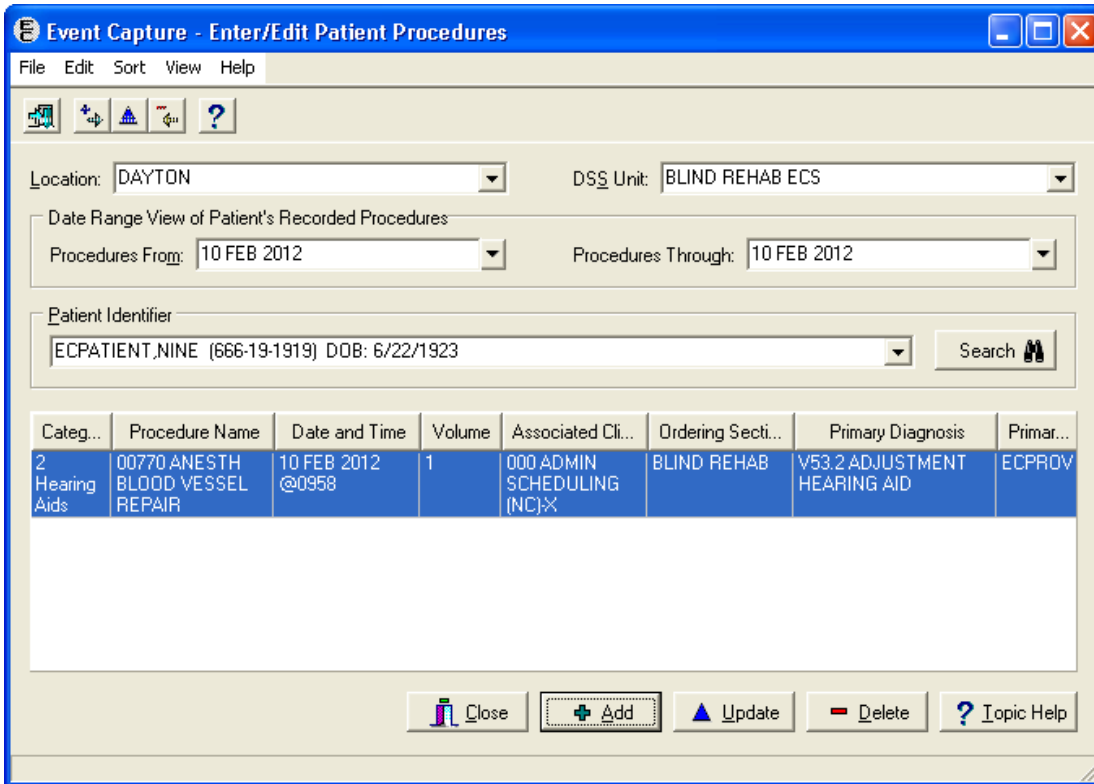 Event Capture - Enter/Edit Patient Procedures
File Edit Sort View Help
?
Location: DAYTON DSS Unit: BLIND REHAB ECS
Date Range View of Patient's Recorded Procedures
Procedures From: 10 FEB 2012 Procedures Through: 10 FEB 2012
Patient Identifier
ECPATIENT,NINE (666-19-1919) DOB: 6/22/1923 Search
Categ... Procedure Name Date and Time Volume Associated Cli... Ordering Secti... Primary Diagnosis Primar...
2 00770 ANESTH 10 FEB 2012 1 000 ADMIN BLIND REHAB V53.2 ADJUSTMENT ECPROV
Hearing BLOOD VESSEL @0958 SCHEDULING HEARING AID
Aids REPAIR (NC)-X
Close Add Update Delete ? Topic Help